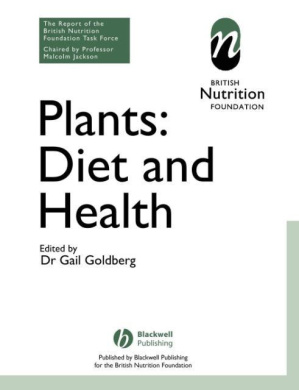 The Report of the
British Nutrition
Foundation Task Force
Chaired by Professor
Malcolm Jackson
n
BRITISH
Nutrition
FOUNDATION
Plants:
Diet and
Health
Edited by
Dr Gail Goldberg
Blackwell
Publishing
Published by Blackwell Publishing
for the British Nutrition Foundation